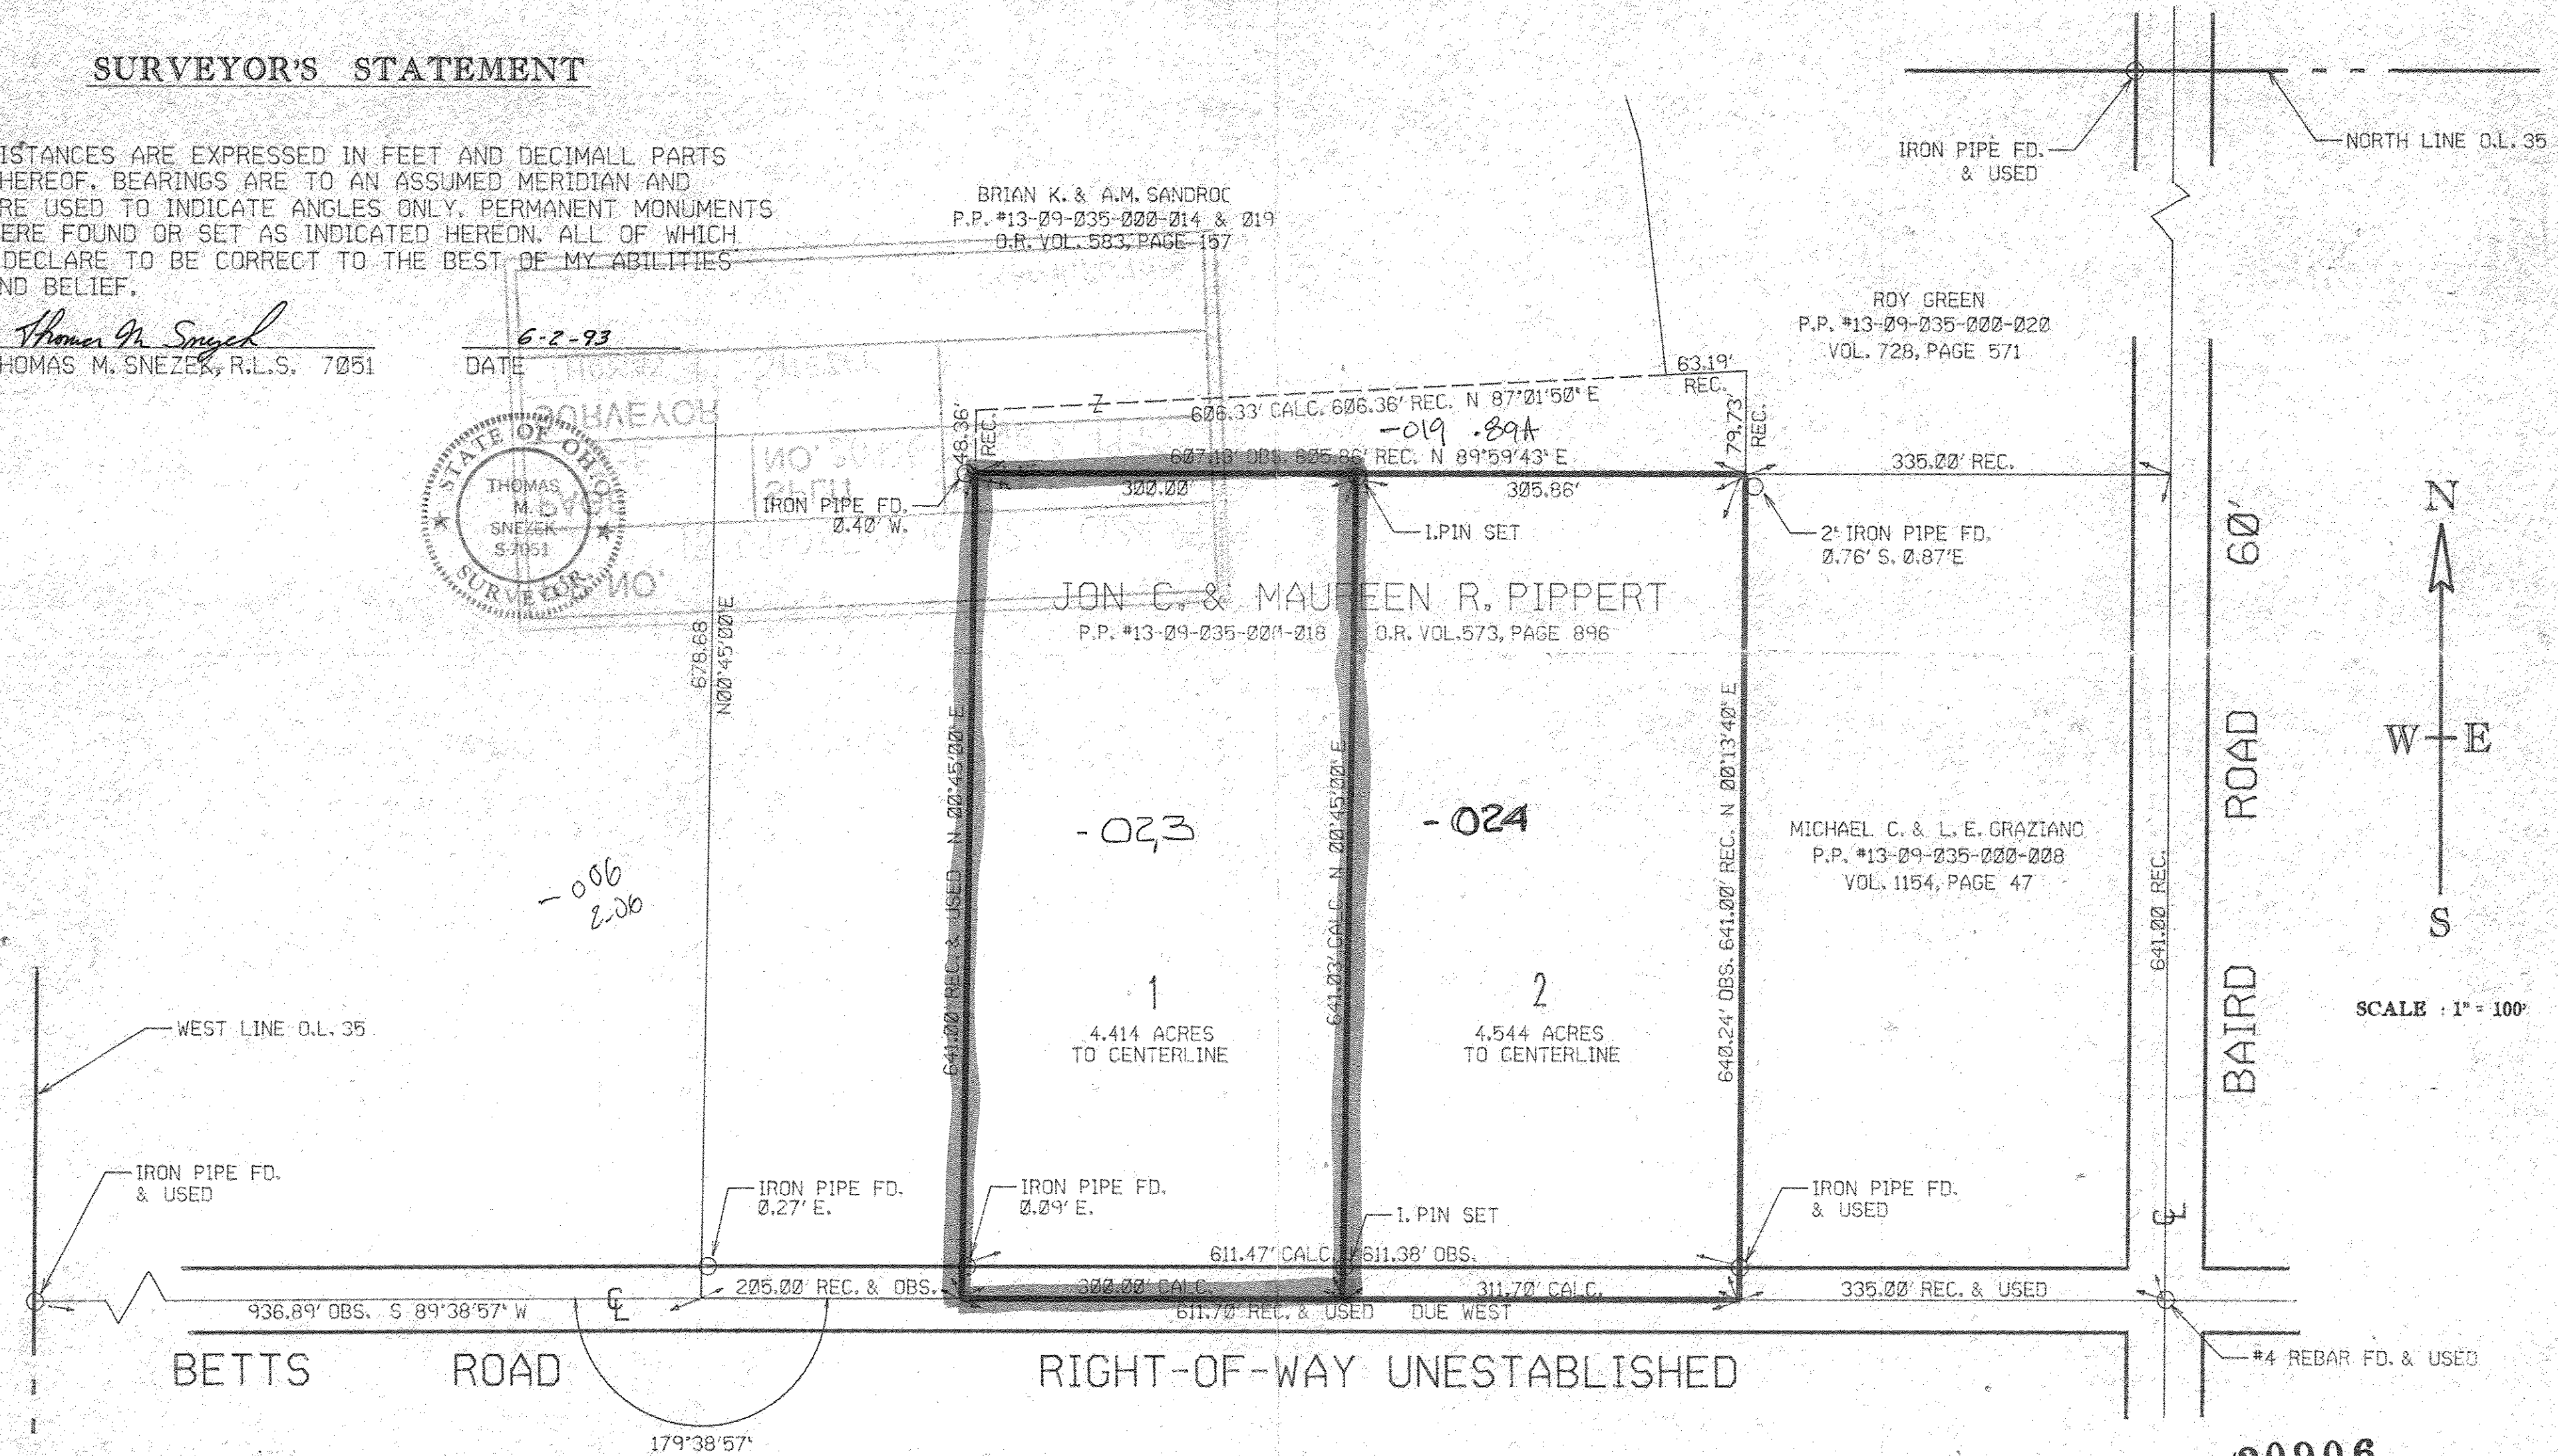 SURVEYOR'S STATEMENT
ISTANCES ARE EXPRESSED IN FEET AND DECIMALL PARTS
HEREOF. BEARINGS ARE TO AN ASSUMED MERIDIAN AND
RE USED TO INDICATE ANGLES ONLY. PERMANENT MONUMENTS
ERE FOUND OR SET AS INDICATED HEREON. ALL OF WHICH
DECLARE TO BE CORRECT TO THE BEST OF MY ABILITIES
ND BELIEF.
Thomas M Snezek
6-2-93
HOMAS M. SNEZEK, R.L.S. 7051
DATE
STATE OF OHIO
THOMAS
M.
SNEZEK
S-7051
SURVEYOR
SURVEYOR
NO.
SPLIT
NO.
BRIAN K. & A.M. SANDROC
P.P. #13-09-035-000-014 & 019
O.R. VOL. 583, PAGE 157
IRON PIPE FD.
& USED
NORTH LINE O.L. 35
ROY GREEN
P.P. #13-09-035-000-020
VOL. 728, PAGE 571
63.19'
REC.
48.36'
REC.
Z
606.33' CALC. 606.36' REC. N 87°01'50" E
-019 .89A
79.73'
REC.
607.13' OBS. 605.86' REC. N 89°59'43" E
335.00' REC.
300.00'
305.86'
IRON PIPE FD.
0.40' W.
I.PIN SET
2" IRON PIPE FD.
0.76' S. 0.87'E
JON C. & MAUREEN R. PIPPERT
P.P. #13-09-035-000-018 O.R. VOL.573, PAGE 896
678.68
N00°45'00"E
641.00' REC. & USED N 00°45'00" E
641.03' CALC. N 00°45'00" E
640.24' OBS. 641.00' REC. N 00°13'40" E
-023
-024
-006
2.06
MICHAEL C. & L. E. GRAZIANO
P.P. #13-09-035-000-008
VOL. 1154, PAGE 47
641.00 REC.
BAIRD ROAD 60'
N
W E
S
SCALE : 1" = 100'
1
4.414 ACRES
TO CENTERLINE
2
4.544 ACRES
TO CENTERLINE
WEST LINE O.L. 35
IRON PIPE FD.
& USED
IRON PIPE FD.
0.27' E.
IRON PIPE FD.
0.09' E.
I. PIN SET
IRON PIPE FD.
& USED
CL
611.47' CALC. 611.38' OBS.
205.00' REC. & OBS.
300.00' CALC.
311.70' CALC.
335.00' REC. & USED
936.89' OBS. S 89°38'57" W
CL
611.70' REC. & USED DUE WEST
BETTS ROAD
RIGHT-OF-WAY UNESTABLISHED
#4 REBAR FD. & USED
179°38'57"